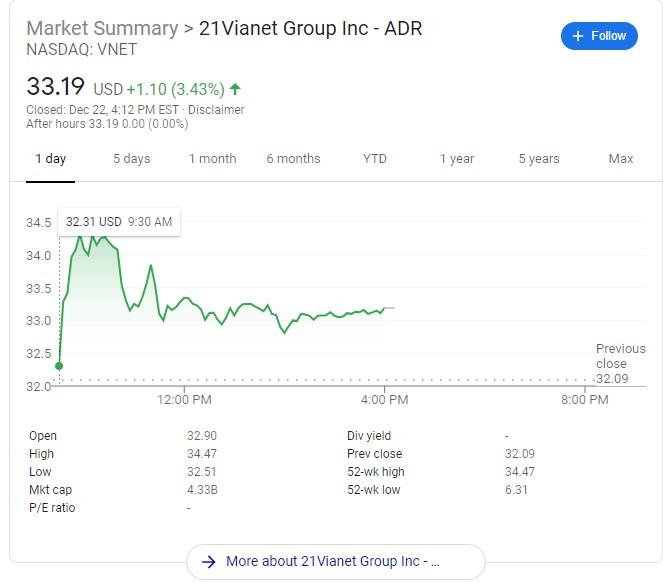 Market Summary > 21Vianet Group Inc - ADR
NASDAQ: VNET
+ Follow
33.19 USD +1.10 (3.43%)
Closed: Dec 22, 4:12 PM EST · Disclaimer
After hours 33.19 0.00 (0.00%)
1 day 5 days 1 month 6 months YTD 1 year 5 years Max
32.31 USD 9:30 AM
34.5
34.0
33.5
33.0
32.5
32.0
Previous
close
32.09
12:00 PM 4:00 PM 8:00 PM
Open 32.90 Div yield -
High 34.47 Prev close 32.09
Low 32.51 52-wk high 34.47
Mkt cap 4.33B 52-wk low 6.31
P/E ratio -
More about 21Vianet Group Inc - ...